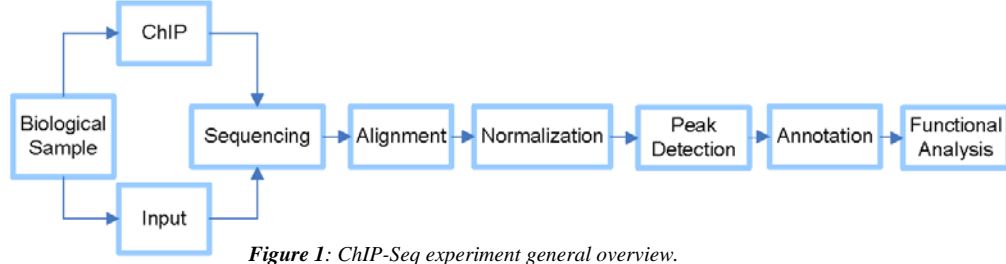 ChIP
Biological
Sample
Input
Sequencing
Alignment
Normalization
Peak
Detection
Annotation
Functional
Analysis
Figure 1: ChIP-Seq experiment general overview.